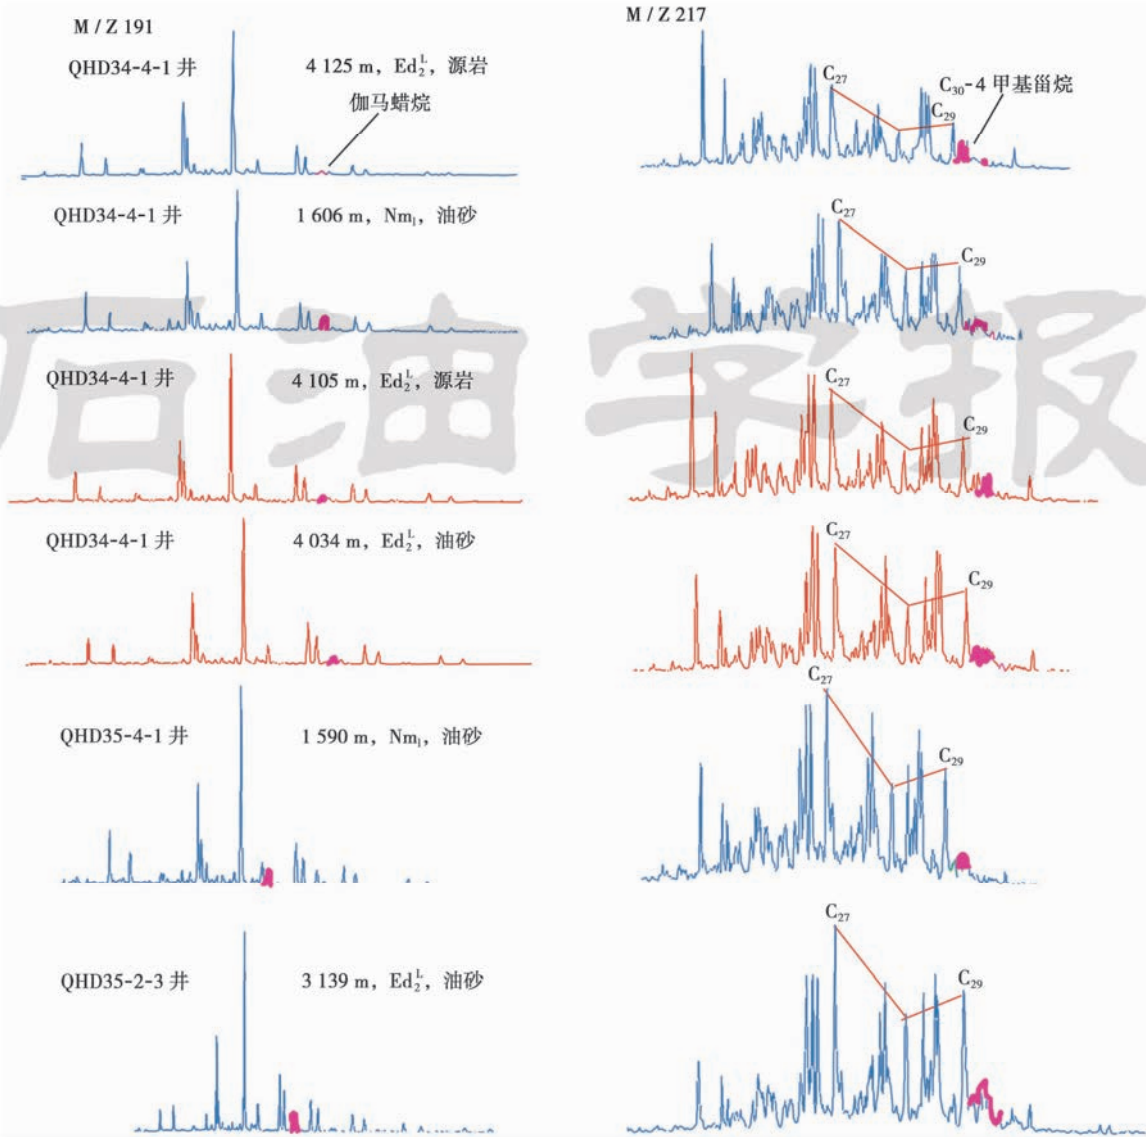 M / Z 191
M / Z 217
QHD34-4-1 井
4 125 m，Ed₂ᴸ，源岩
伽马蜡烷
C₂₇
C₃₀-4 甲基甾烷
C₂₉
QHD34-4-1 井
1 606 m，Nmₗ，油砂
C₂₇
C₂₉
石油学报
QHD34-4-1 井
4 105 m，Ed₂ᴸ，源岩
C₂₇
C₂₉
QHD34-4-1 井
4 034 m，Ed₂ᴸ，油砂
C₂₇
C₂₉
QHD35-4-1 井
1 590 m，Nmₗ，油砂
C₂₇
C₂₉
QHD35-2-3 井
3 139 m，Ed₂ᴸ，油砂
C₂₇
C₂₉